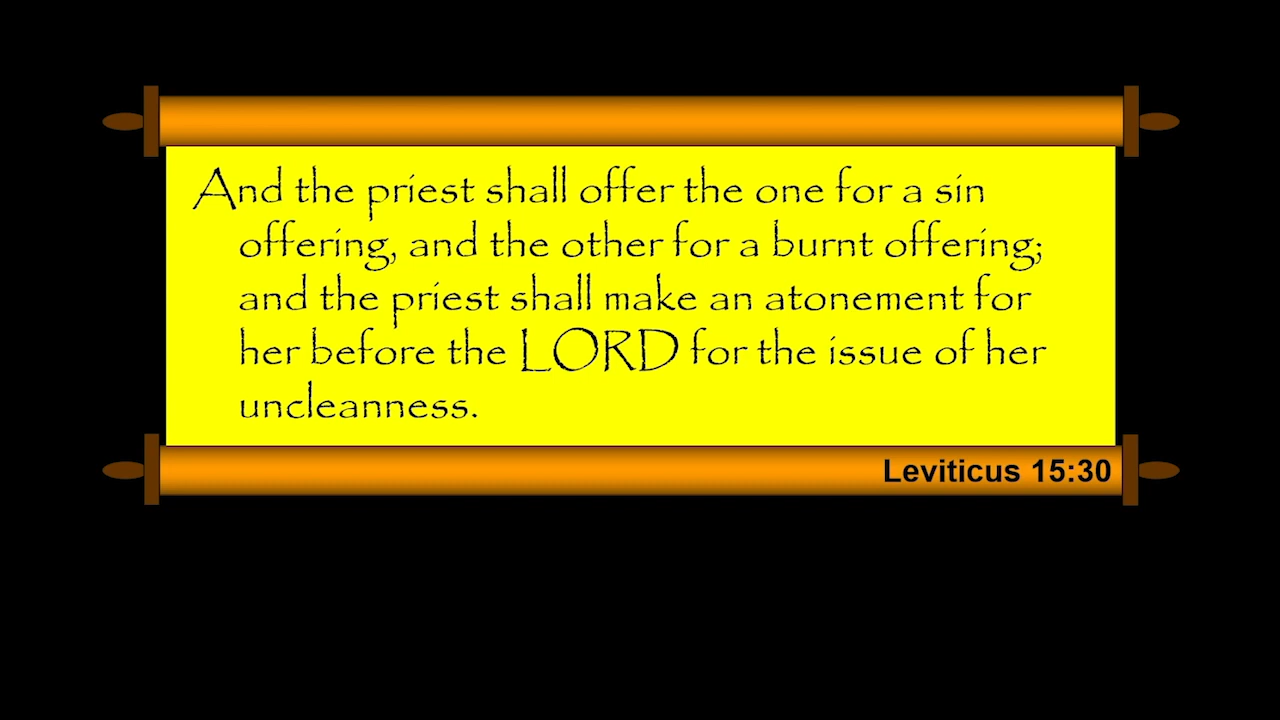 And the priest shall offer the one for a sin
offering, and the other for a burnt offering;
and the priest shall make an atonement for
her before the LORD for the issue of her
uncleanness.
Leviticus 15:30